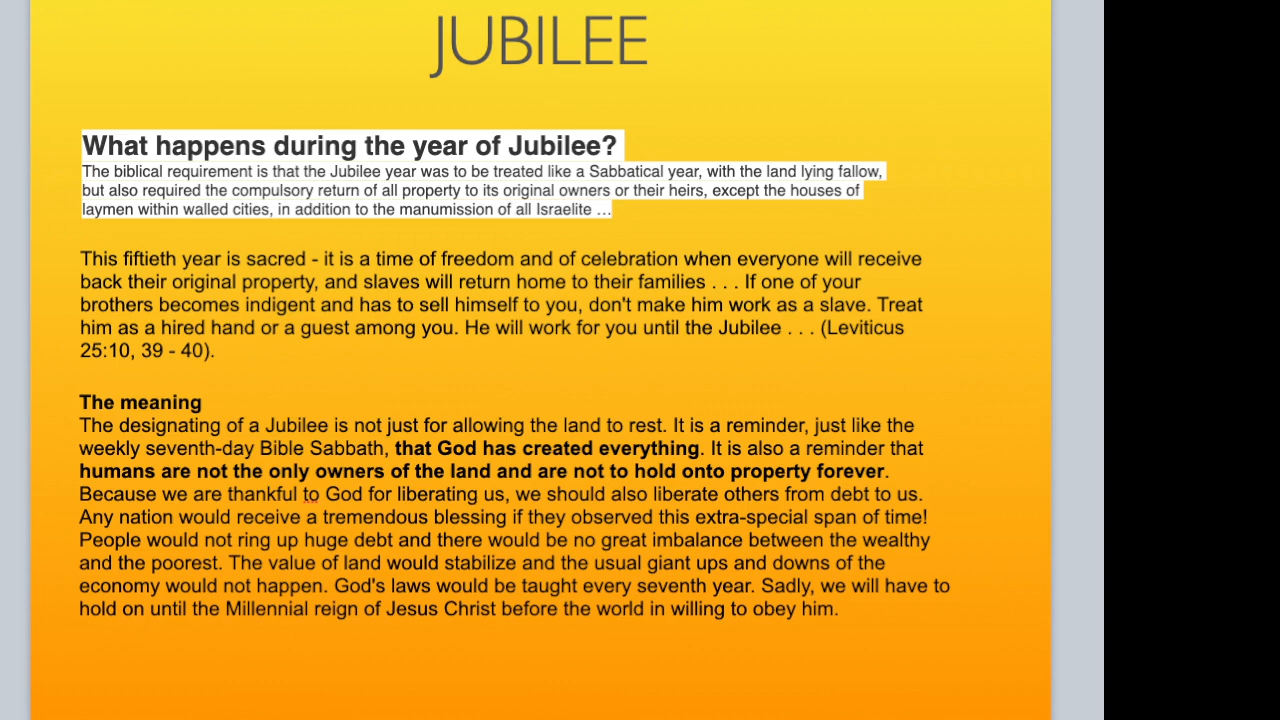 JUBILEE
What happens during the year of Jubilee?
The biblical requirement is that the Jubilee year was to be treated like a Sabbatical year, with the land lying fallow,
but also required the compulsory return of all property to its original owners or their heirs, except the houses of
laymen within walled cities, in addition to the manumission of all Israelite ...
This fiftieth year is sacred - it is a time of freedom and of celebration when everyone will receive
back their original property, and slaves will return home to their families . . . If one of your
brothers becomes indigent and has to sell himself to you, don't make him work as a slave. Treat
him as a hired hand or a guest among you. He will work for you until the Jubilee . . . (Leviticus
25:10, 39 - 40).
The meaning
The designating of a Jubilee is not just for allowing the land to rest. It is a reminder, just like the
weekly seventh-day Bible Sabbath, that God has created everything. It is also a reminder that
humans are not the only owners of the land and are not to hold onto property forever.
Because we are thankful to God for liberating us, we should also liberate others from debt to us.
Any nation would receive a tremendous blessing if they observed this extra-special span of time!
People would not ring up huge debt and there would be no great imbalance between the wealthy
and the poorest. The value of land would stabilize and the usual giant ups and downs of the
economy would not happen. God's laws would be taught every seventh year. Sadly, we will have to
hold on until the Millennial reign of Jesus Christ before the world in willing to obey him.